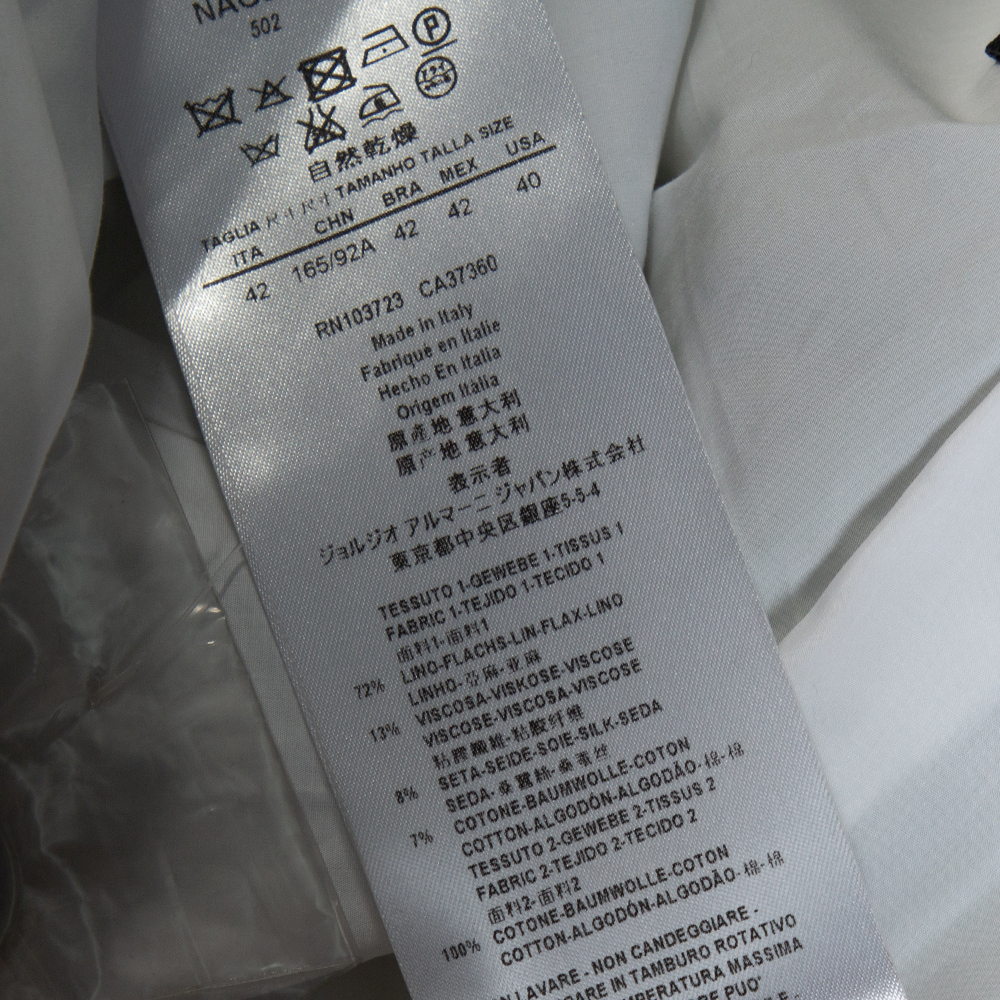 502
自然乾燥
TAGLIA 尺寸 尺寸 TAMANHO TALLA SIZE
ITA CHN BRA MEX USA
42 165/92A 42 42 40
RN103723 CA37360
Made in Italy
Fabriqué en Italie
Hecho En Italia
Origem Italia
原産地 意大利
原产地 意大利
表示者
ジョルジオ アルマーニ ジャパン株式会社
東京都中央区銀座5-5-4
TESSUTO 1-GEWEBE 1-TISSUS 1
FABRIC 1-TEJIDO 1-TECIDO 1
面料1-面料1
72% LINO-FLACHS-LIN-FLAX-LINO
LINHO-亞麻-亚麻
13% VISCOSA-VISKOSE-VISCOSE
VISCOSE-VISCOSA-VISCOSE
粘膠纖維-粘胶纤维
8% SETA-SEIDE-SOIE-SILK-SEDA
SEDA-桑蠶絲-桑蚕丝
7% COTONE-BAUMWOLLE-COTON
COTTON-ALGODÓN-ALGODÃO-棉-棉
TESSUTO 2-GEWEBE 2-TISSUS 2
FABRIC 2-TEJIDO 2-TECIDO 2
面料2-面料2
100% COTONE-BAUMWOLLE-COTON
COTTON-ALGODÓN-ALGODÃO-棉-棉
LAVARE - NON CANDEGGIARE -
IN TAMBURO ROTATIVO
MASSIMA
PUO'